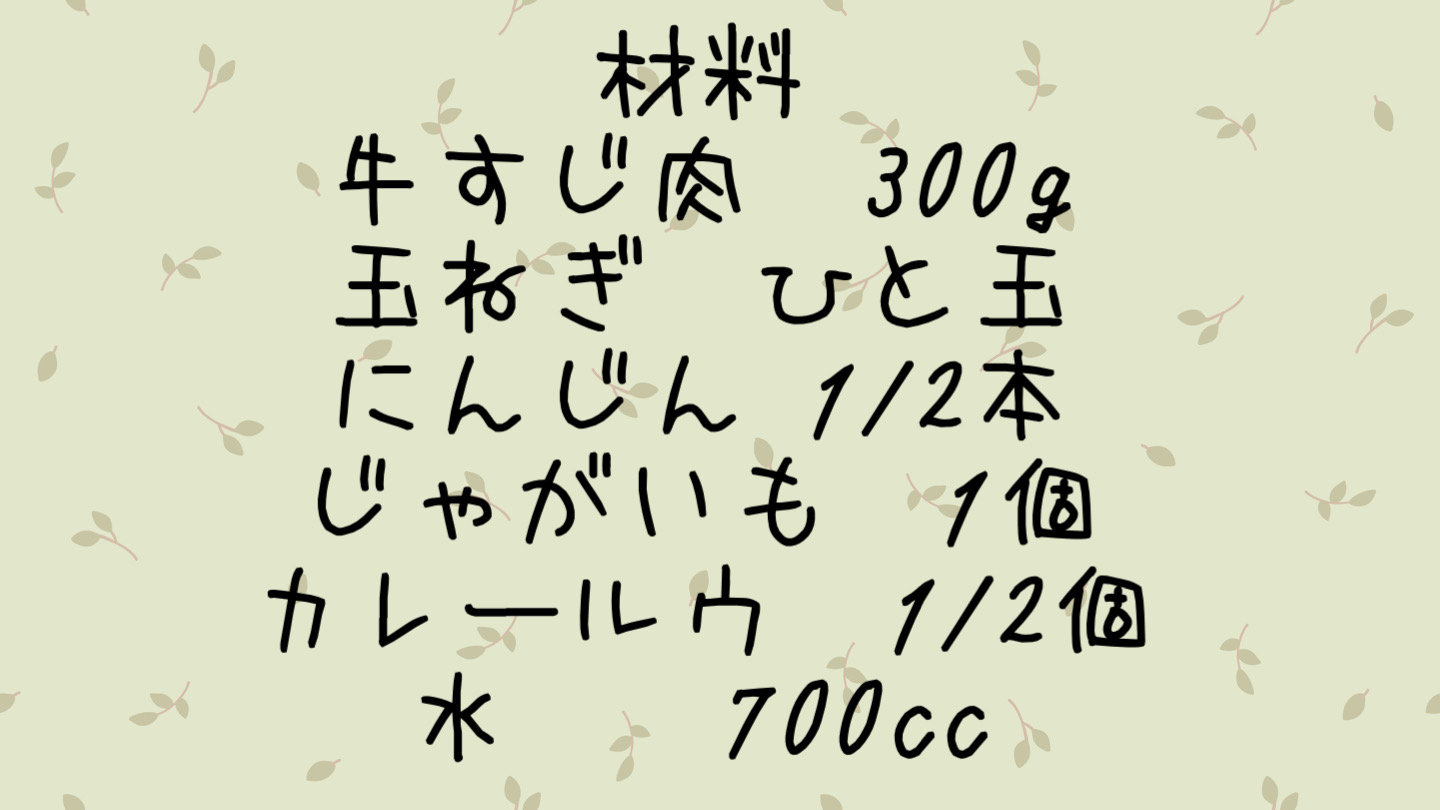 材料
牛すじ肉　300g
玉ねぎ　ひと玉
にんじん 1/2本
じゃがいも　1個
カレールウ　1/2個
水　700cc